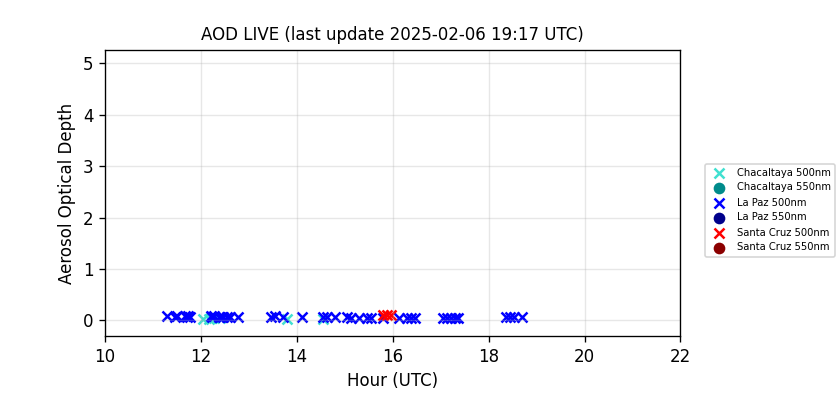 AOD LIVE (last update 2025-02-06 19:17 UTC)
Aerosol Optical Depth
5
4
3
2
1
0
10 12 14 16 18 20 22
Hour (UTC)
Chacaltaya 500nm
Chacaltaya 550nm
La Paz 500nm
La Paz 550nm
Santa Cruz 500nm
Santa Cruz 550nm